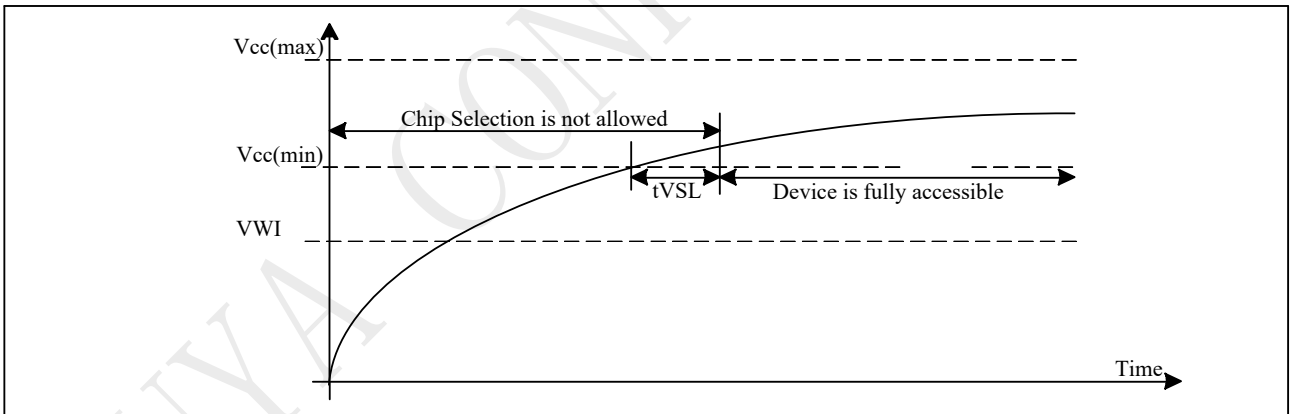 Vcc(max)
Chip Selection is not allowed
Vcc(min)
tVSL
Device is fully accessible
VWI
Time